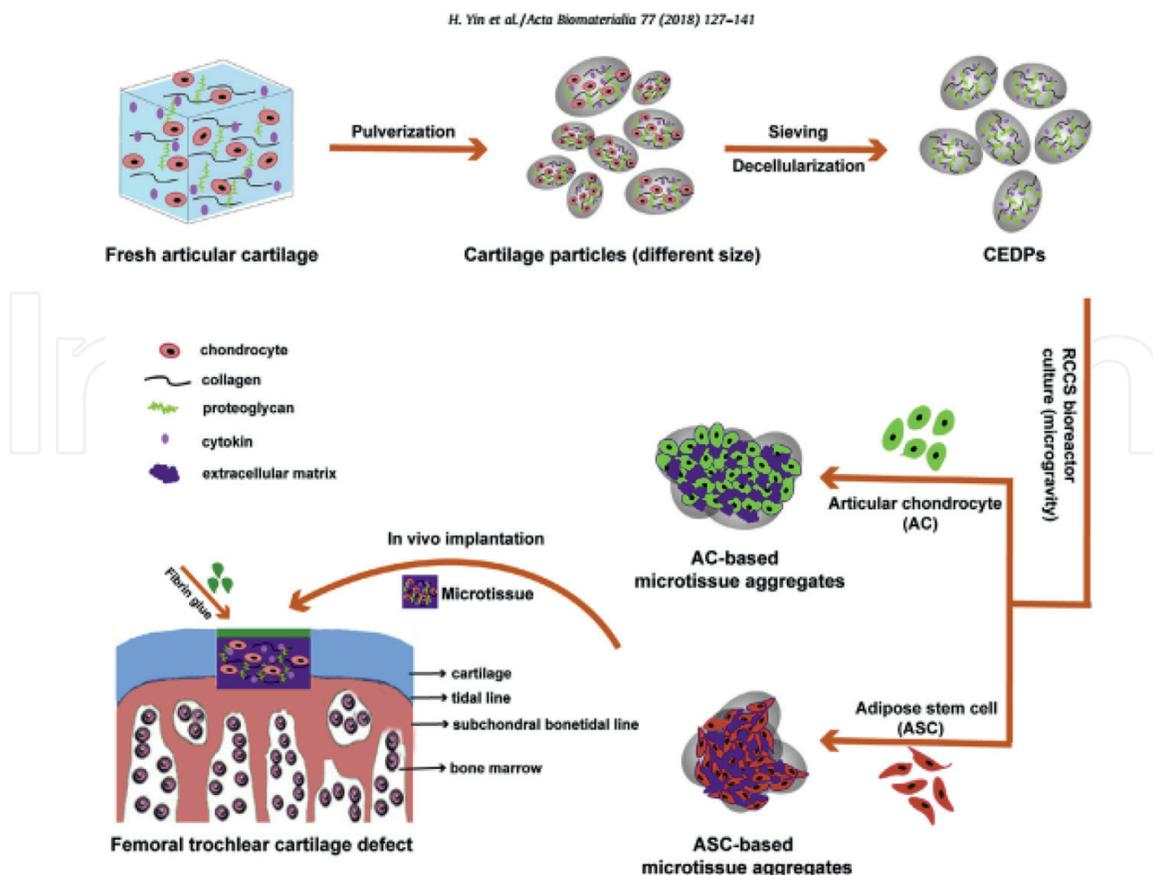 H. Yin et al./Acta Biomaterialia 77 (2018) 127–141
Pulverization
Sieving
Decellularization
Fresh articular cartilage
Cartilage particles (different size)
CEDPs
chondrocyte
collagen
proteoglycan
cytokin
extracellular matrix
RCCS bioreactor
culture (microgravity)
Articular chondrocyte
(AC)
AC-based
microtissue aggregates
In vivo implantation
Microtissue
Fibrin glue
cartilage
tidal line
subchondral bonetidal line
bone marrow
Femoral trochlear cartilage defect
Adipose stem cell
(ASC)
ASC-based
microtissue aggregates